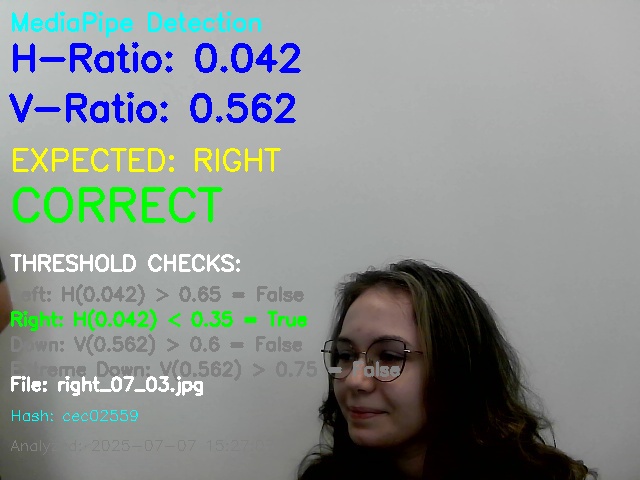 MediaPipe Detection
H-Ratio: 0.042
V-Ratio: 0.562
EXPECTED: RIGHT
CORRECT
THRESHOLD CHECKS:
Left: H(0.042) > 0.65 = False
Right: H(0.042) < 0.35 = True
Down: V(0.562) > 0.6 = False
Extreme Down: V(0.562) > 0.75 = False
File: right_07_03.jpg
Hash: cec02559
Analyzed: 2025-07-07 15:27